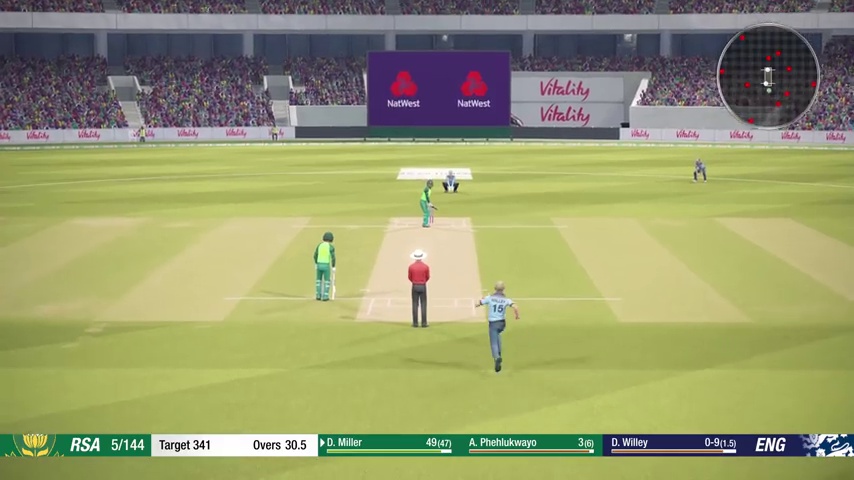 NatWest NatWest
Vitality
Vitality
Vitality Vitality Vitality Vitality Vitality Vitality Vitality
15
RSA 5/144 Target 341 Overs 30.5 D. Miller 49(47) A. Phehlukwayo 3(6) D. Willey 0-9(1.5) ENG